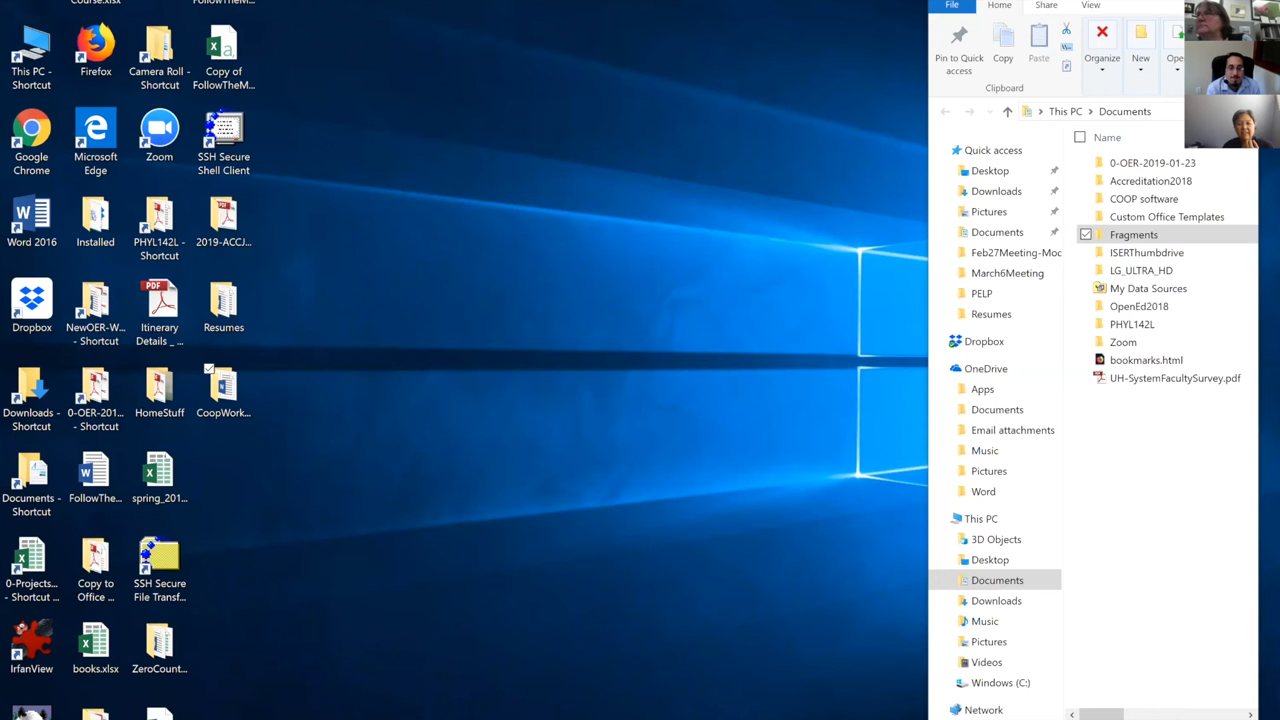 Course.xlsx
This PC -
Shortcut
Firefox
Camera Roll -
Shortcut
Copy of
FollowTheM...
Google
Chrome
Microsoft
Edge
Zoom
SSH Secure
Shell Client
Word 2016
Installed
PHYL142L -
Shortcut
2019-ACCJ...
Dropbox
NewOER-W...
- Shortcut
PDF
Itinerary
Details _ ...
Resumes
Downloads -
Shortcut
0-OER-201...
- Shortcut
HomeStuff
CoopWork...
Documents -
Shortcut
FollowThe...
spring_201...
0-Projects...
- Shortcut
Copy to
Office ...
SSH Secure
File Transf...
IrfanView
books.xlsx
ZeroCount...
File
Home
Share
View
Pin to Quick
access
Copy
Paste
Organize
New
Clipboard
This PC > Documents
Name
Quick access
Desktop
Downloads
Pictures
Documents
Feb27Meeting-Moc
March6Meeting
PELP
Resumes
Dropbox
OneDrive
Apps
Documents
Email attachments
Music
Pictures
Word
This PC
3D Objects
Desktop
Documents
Downloads
Music
Pictures
Videos
Windows (C:)
Network
0-OER-2019-01-23
Accreditation2018
COOP software
Custom Office Templates
Fragments
ISERThumbdrive
LG_ULTRA_HD
My Data Sources
OpenEd2018
PHYL142L
Zoom
bookmarks.html
UH-SystemFacultySurvey.pdf